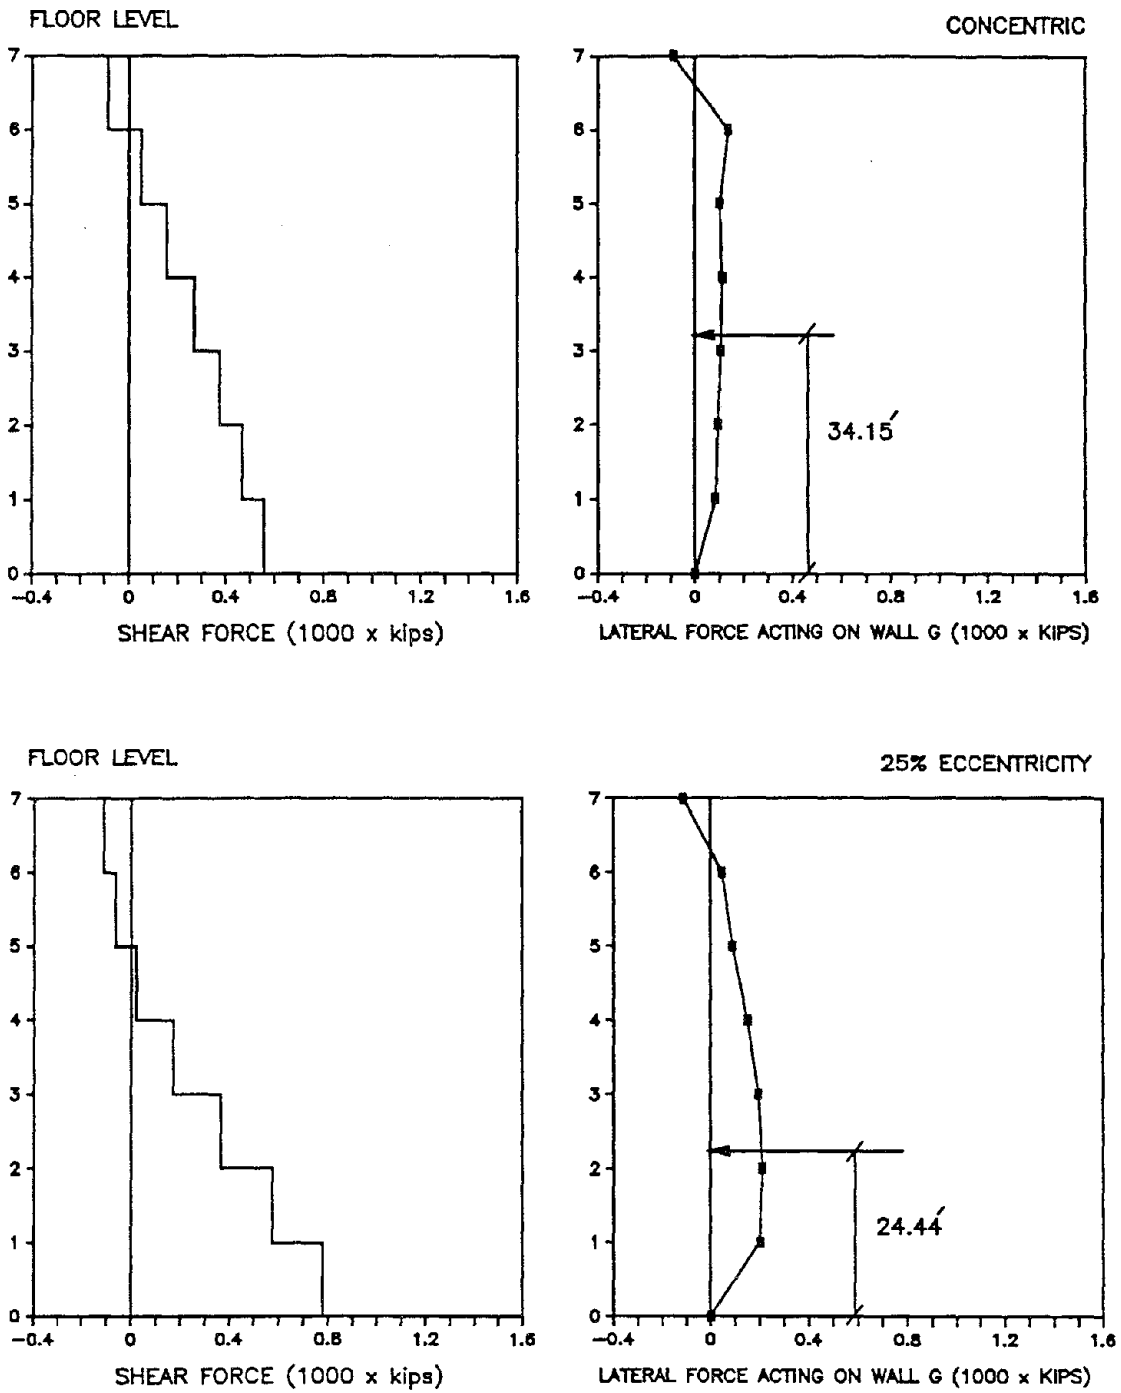 FLOOR LEVEL
CONCENTRIC
7 7
6 6
5 5
4 4
3 3
34.15'
2 2
1 1
0 0
-0.4 0 0.4 0.8 1.2 1.6 -0.4 0 0.4 0.8 1.2 1.6
SHEAR FORCE (1000 x kips)
LATERAL FORCE ACTING ON WALL G (1000 x KIPS)
FLOOR LEVEL
25% ECCENTRICITY
7 7
6 6
5 5
4 4
3 3
2 2
24.44'
1 1
0 0
-0.4 0 0.4 0.8 1.2 1.6 -0.4 0 0.4 0.8 1.2 1.6
SHEAR FORCE (1000 x kips)
LATERAL FORCE ACTING ON WALL G (1000 x KIPS)